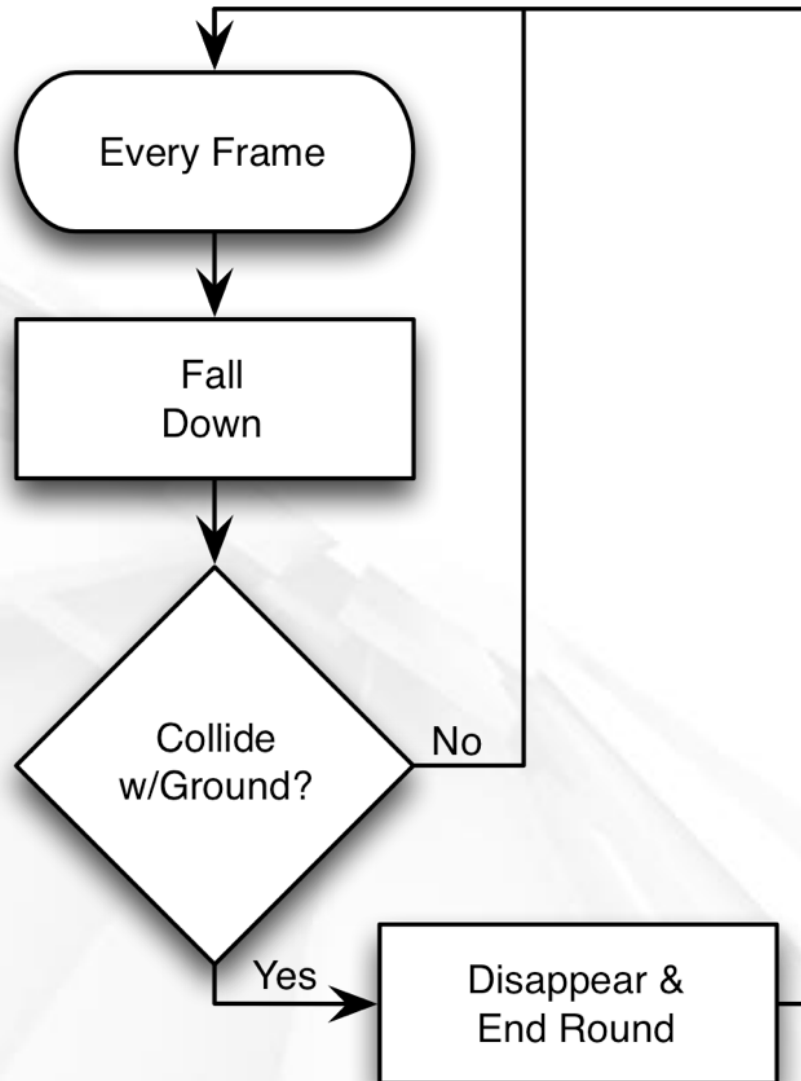 Every Frame
Fall
Down
Collide
w/Ground?
No
Yes
Disappear &
End Round